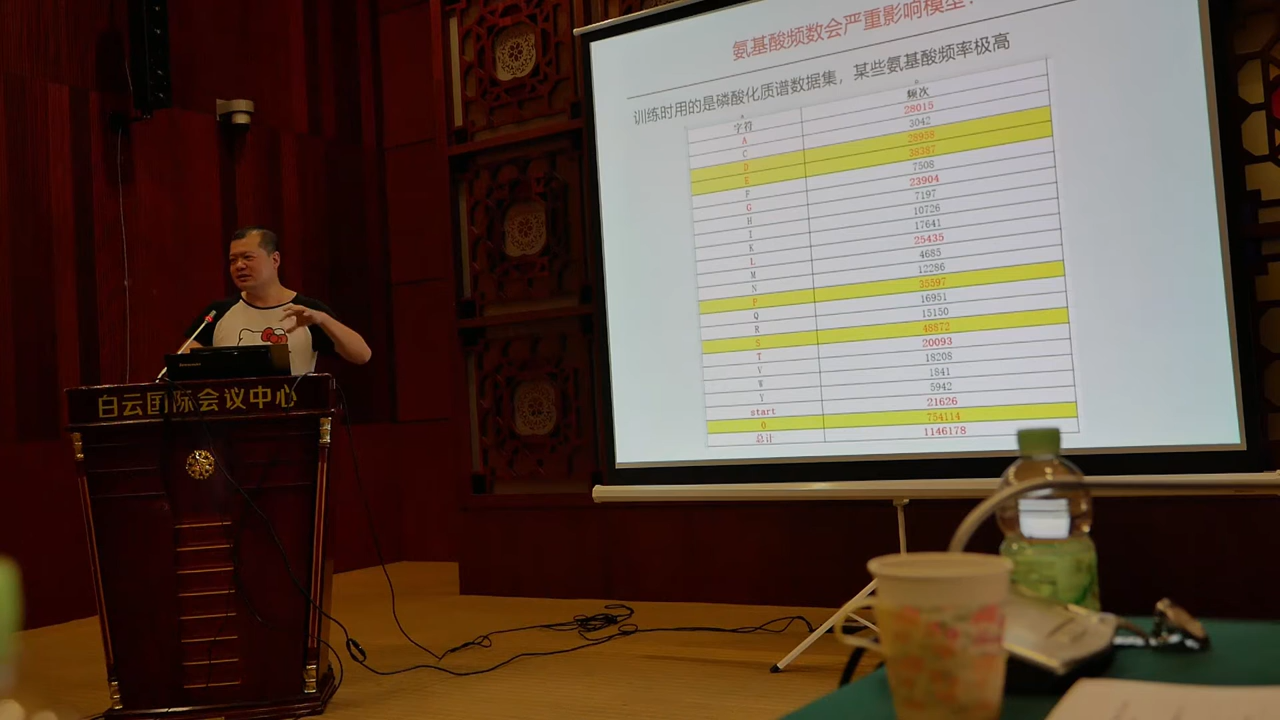 氨基酸频数会严重影响模型！
训练时用的是磷酸化质谱数据集，某些氨基酸频率极高
字符 频次
A 28015
C 3042
D 28958
E 38387
F 7508
G 23904
H 7197
I 10726
K 17641
L 25435
M 4685
N 12286
P 35597
Q 16951
R 15150
S 48872
T 20093
V 18208
W 1841
Y 5942
start 21626
0 754114
总计 1146178
白云国际会议中心